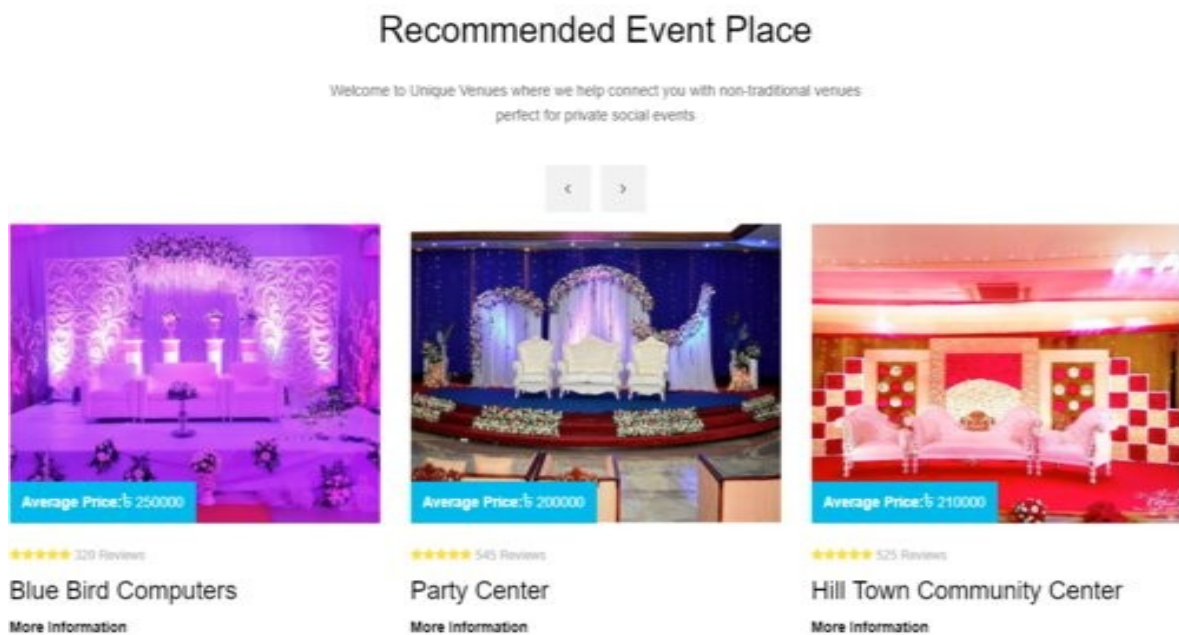 Recommended Event Place
Welcome to Unique Venues where we help connect you with non-traditional venues
perfect for private social events
‹ ›
Average Price:৳ 250000
Average Price:৳ 200000
Average Price:৳ 210000
329 Reviews
545 Reviews
525 Reviews
Blue Bird Computers
Party Center
Hill Town Community Center
More Information
More Information
More Information